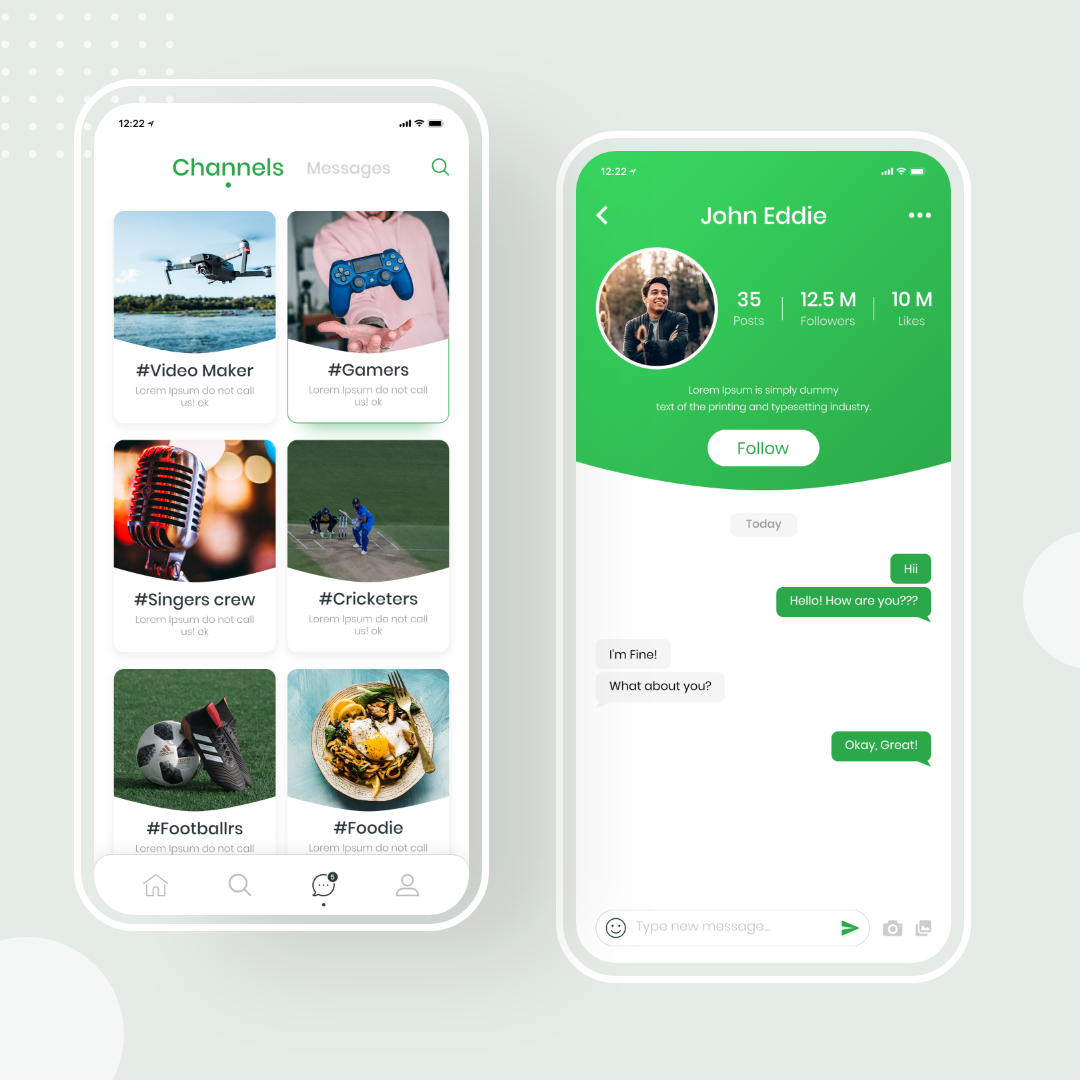 12:22
Channels
Messages
#Video Maker
Lorem Ipsum do not call
us! ok
#Gamers
Lorem Ipsum do not call
us! ok
#Singers crew
Lorem Ipsum do not call
us! ok
#Cricketers
Lorem Ipsum do not call
us! ok
#Footballrs
Lorem Ipsum do not call
#Foodie
Lorem Ipsum do not call
5
12:22
John Eddie
35
Posts
12.5 M
Followers
10 M
Likes
Lorem Ipsum is simply dummy
text of the printing and typesetting industry.
Follow
Today
Hii
Hello! How are you???
I'm Fine!
What about you?
Okay, Great!
Type new message...